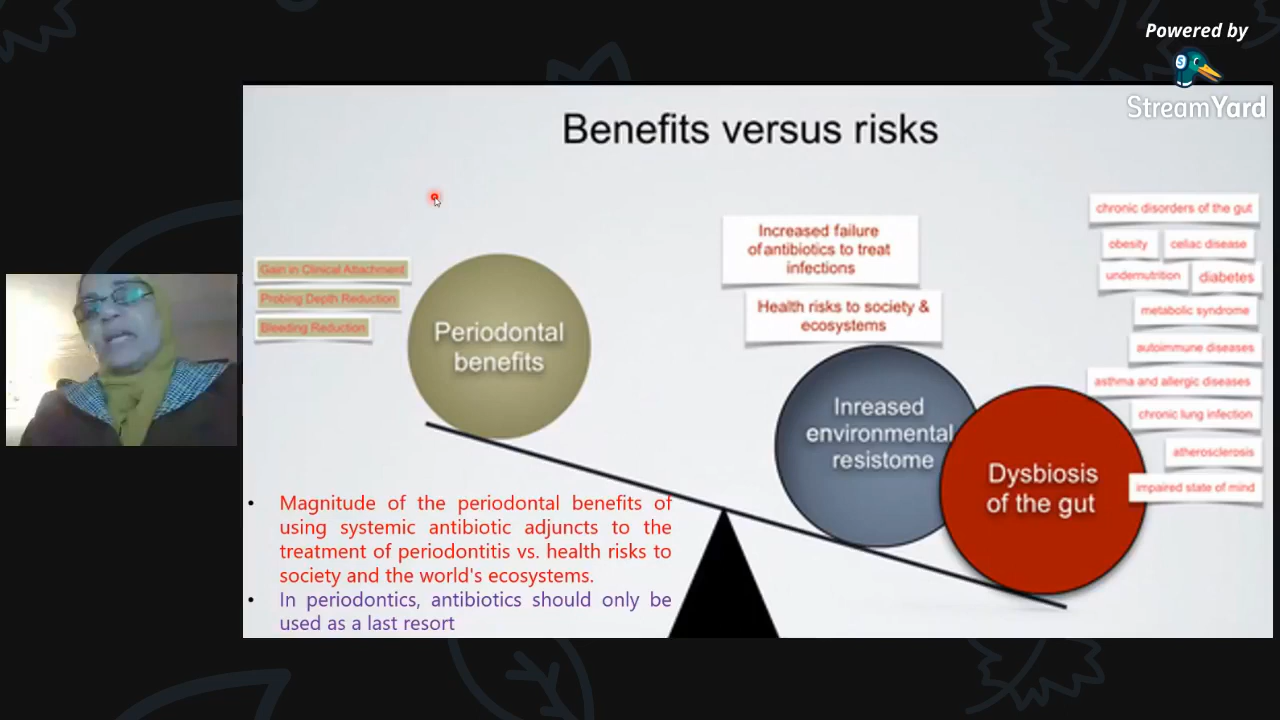 Powered by
StreamYard
Benefits versus risks
Gain in Clinical Attachment
Probing Depth Reduction
Bleeding Reduction
Periodontal
benefits
Increased failure
of antibiotics to treat
infections
Health risks to society &
ecosystems
Inreased
environmental
resistome
Dysbiosis
of the gut
chronic disorders of the gut
obesity
celiac disease
undernutrition
diabetes
metabolic syndrome
autoimmune diseases
asthma and allergic diseases
chronic lung infection
atherosclerosis
impaired state of mind
• Magnitude of the periodontal benefits of
using systemic antibiotic adjuncts to the
treatment of periodontitis vs. health risks to
society and the world's ecosystems.
• In periodontics, antibiotics should only be
used as a last resort